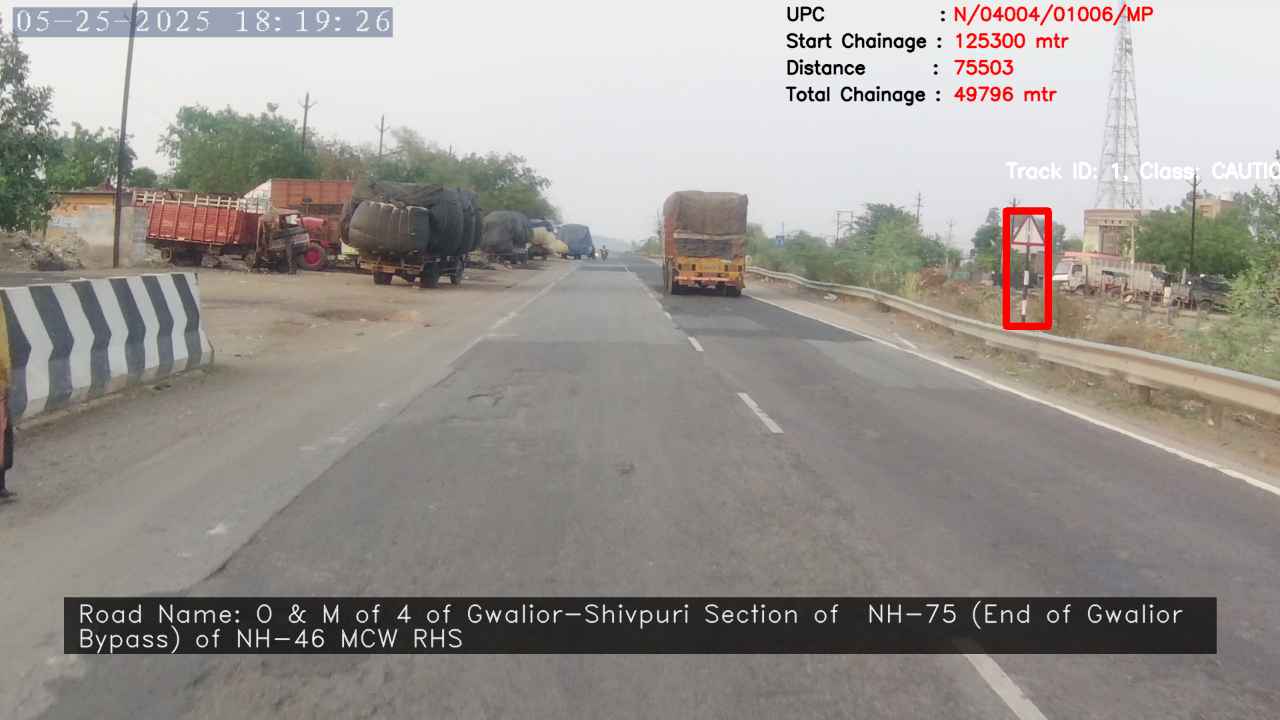 05-25-2025 18:19:26
UPC : N/04004/01006/MP
Start Chainage : 125300 mtr
Distance : 75503
Total Chainage : 49796 mtr
Track ID: 1, Class: CAUTIO
Road Name: O & M of 4 of Gwalior-Shivpuri Section of NH-75 (End of Gwalior
Bypass) of NH-46 MCW RHS